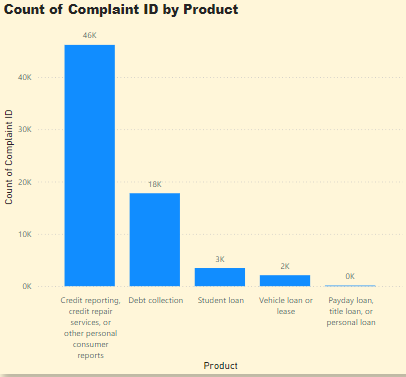 Count of Complaint ID by Product
Count of Complaint ID
40K
30K
20K
10K
0K
46K
18K
3K
2K
0K
Credit reporting,
credit repair
services, or
other personal
consumer
reports
Debt collection
Student loan
Vehicle loan or
lease
Payday loan,
title loan, or
personal loan
Product